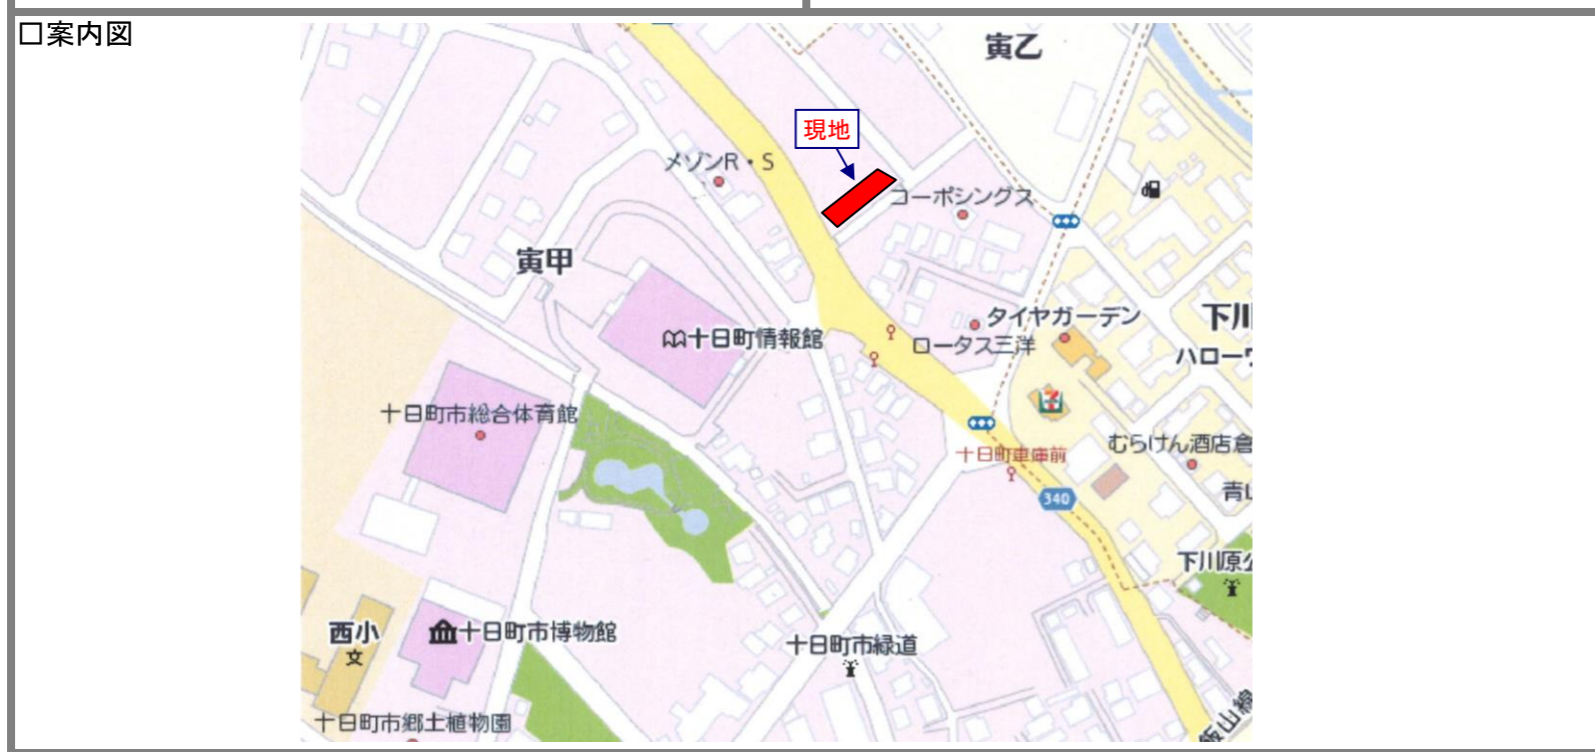 □案内図
寅乙
現地
メゾンR・S
コーポシングス
寅甲
タイヤガーデン
下川
十日町情報館
ロータス三洋
ハロー
十日町市総合体育館
7
十日町車庫前
むらけん酒店倉
340
青山
下川原公
西小
文
十日町市博物館
十日町市緑道
十日町市郷土植物園
飯山線